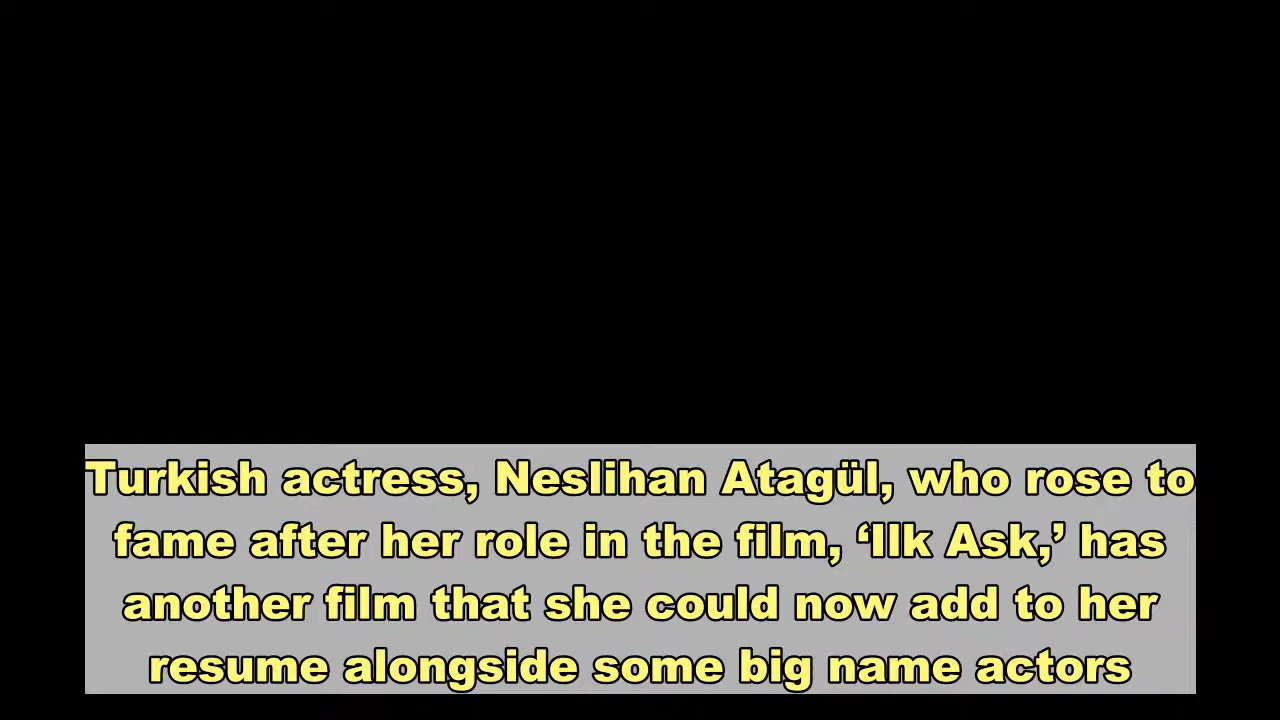 Turkish actress, Neslihan Atagül, who rose to
fame after her role in the film, ‘Ilk Ask,’ has
another film that she could now add to her
resume alongside some big name actors